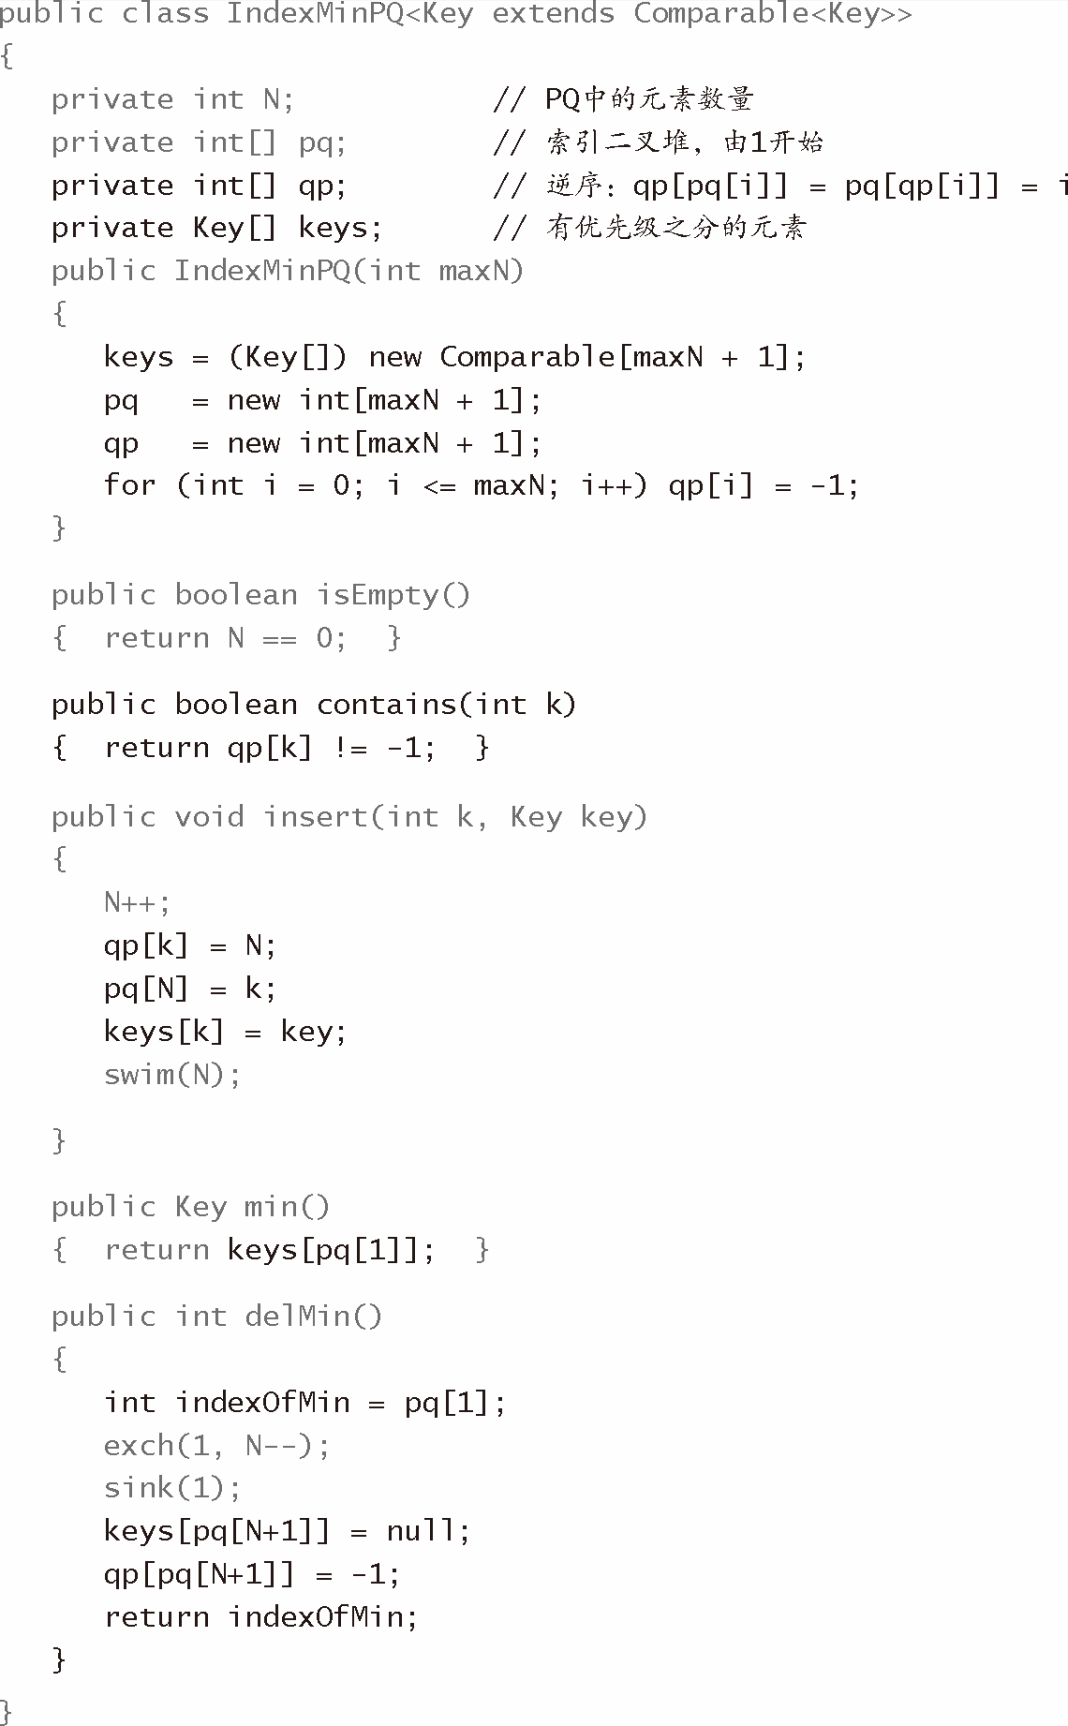 public class IndexMinPQ<Key extends Comparable<Key>>
{
   private int N;           // PQ中的元素数量
   private int[] pq;        // 索引二叉堆，由1开始
   private int[] qp;        // 逆序：qp[pq[i]] = pq[qp[i]] = i
   private Key[] keys;      // 有优先级之分的元素
   public IndexMinPQ(int maxN)
   {
      keys = (Key[]) new Comparable[maxN + 1];
      pq   = new int[maxN + 1];
      qp   = new int[maxN + 1];
      for (int i = 0; i <= maxN; i++) qp[i] = -1;
   }
   public boolean isEmpty()
   {  return N == 0;  }
   public boolean contains(int k)
   {  return qp[k] != -1;  }
   public void insert(int k, Key key)
   {
      N++;
      qp[k] = N;
      pq[N] = k;
      keys[k] = key;
      swim(N);
   }
   public Key min()
   {  return keys[pq[1]];  }
   public int delMin()
   {
      int indexOfMin = pq[1];
      exch(1, N--);
      sink(1);
      keys[pq[N+1]] = null;
      qp[pq[N+1]] = -1;
      return indexOfMin;
   }
}